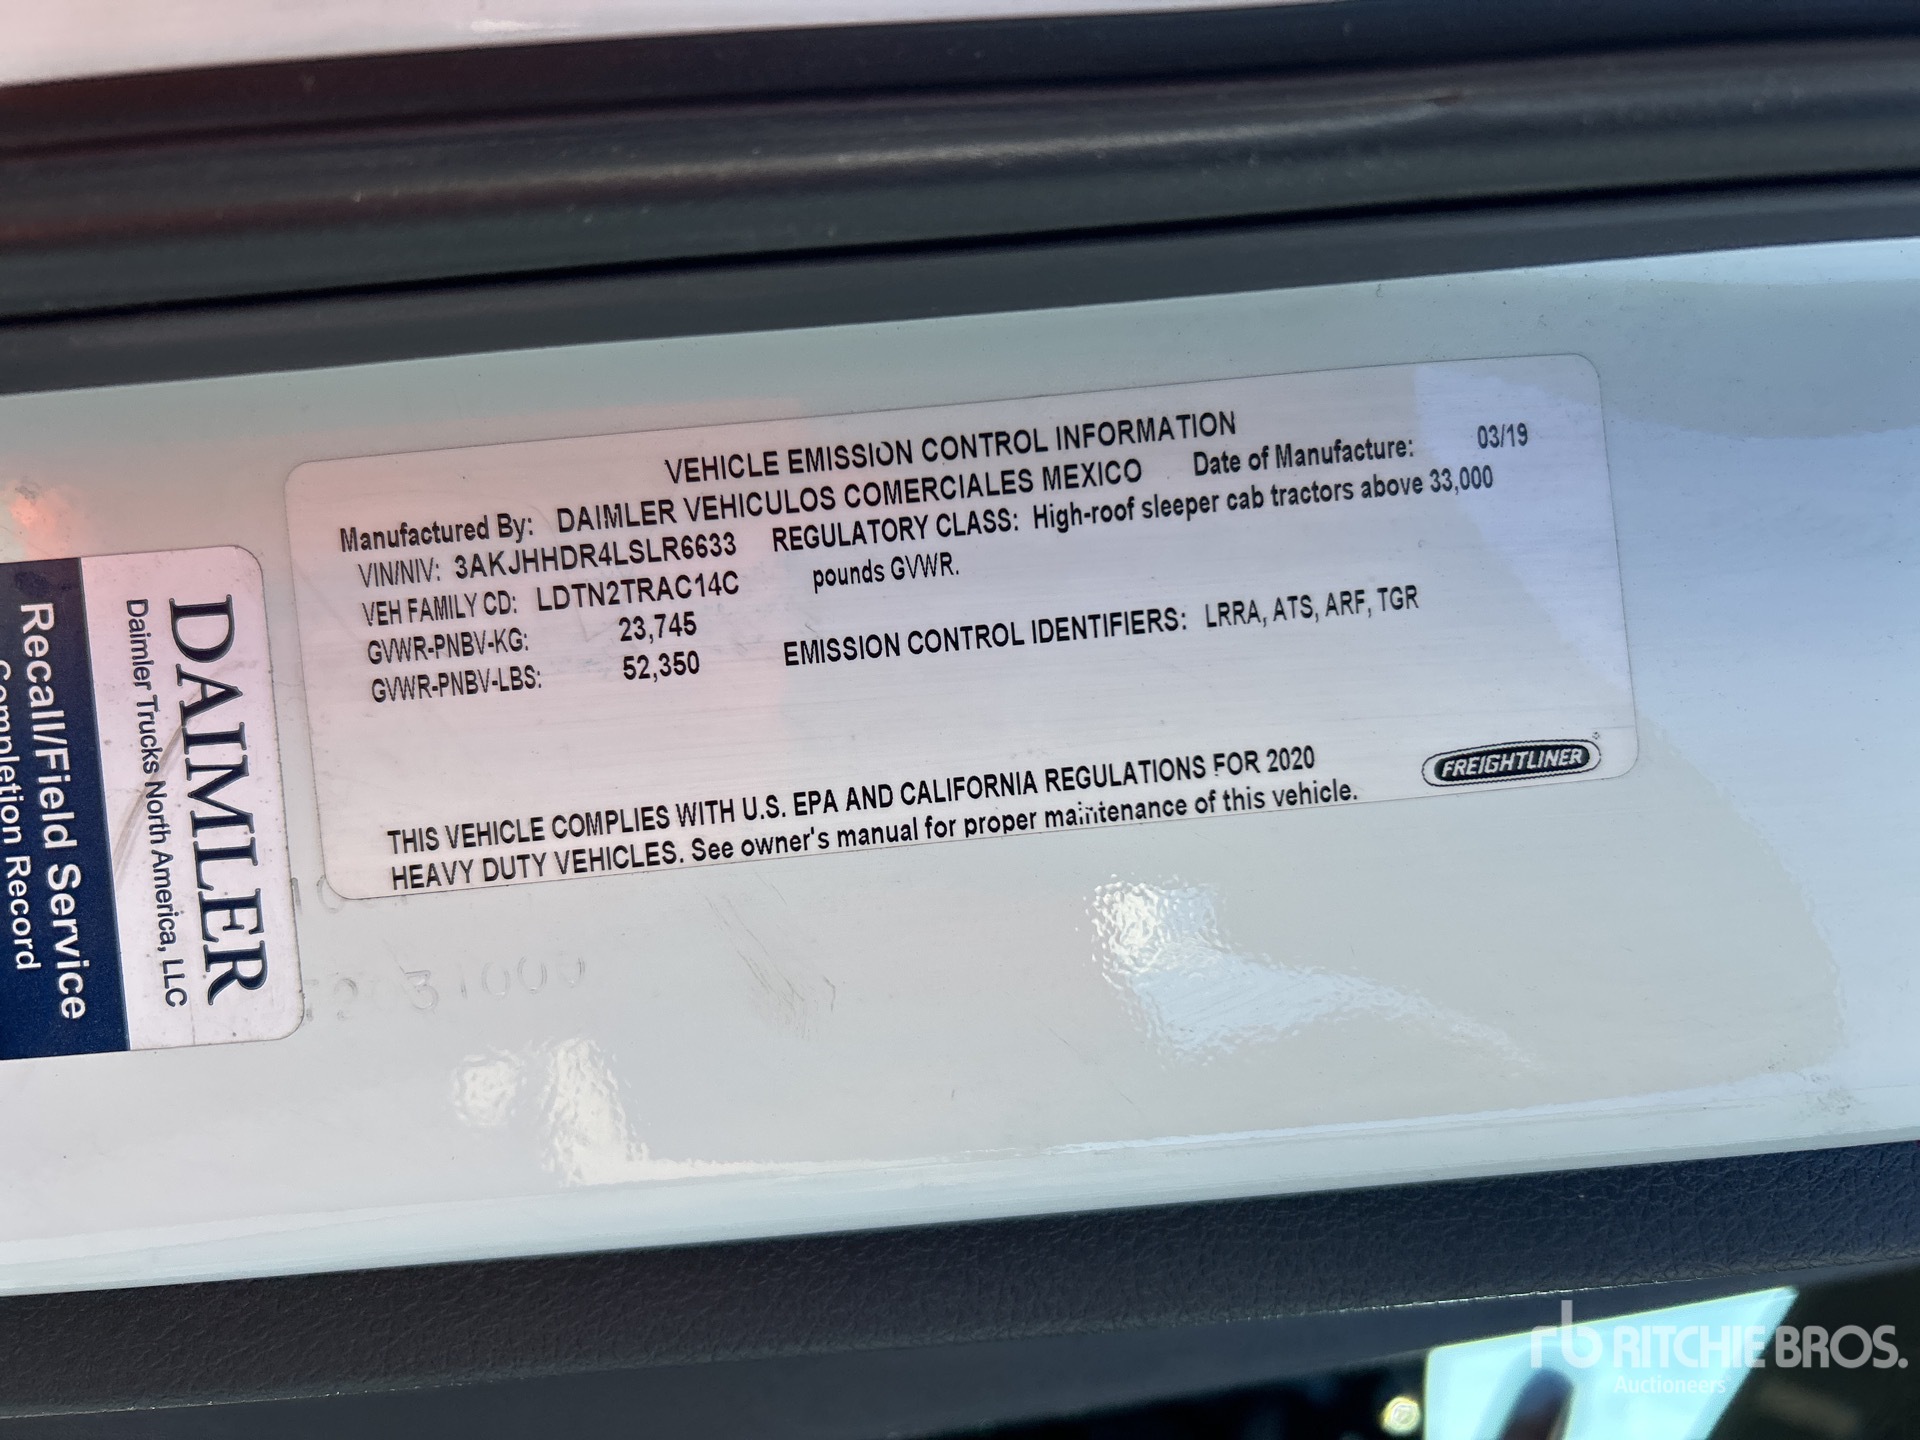 VEHICLE EMISSION CONTROL INFORMATION
Manufactured By: DAIMLER VEHICULOS COMERCIALES MEXICO Date of Manufacture: 03/19
VIN/NIV: 3AKJHHDR4LSLR6633 REGULATORY CLASS: High-roof sleeper cab tractors above 33,000
VEH FAMILY CD: LDTN2TRAC14C pounds GVWR.
GVWR-PNBV-KG: 23,745 EMISSION CONTROL IDENTIFIERS: LRRA, ATS, ARF, TGR
GVWR-PNBV-LBS: 52,350
THIS VEHICLE COMPLIES WITH U.S. EPA AND CALIFORNIA REGULATIONS FOR 2020
HEAVY DUTY VEHICLES. See owner's manual for proper maintenance of this vehicle.
FREIGHTLINER
DAIMLER
Daimler Trucks North America, LLC
Recall/Field Service
Completion Record
rb RITCHIE BROS.
Auctioneers